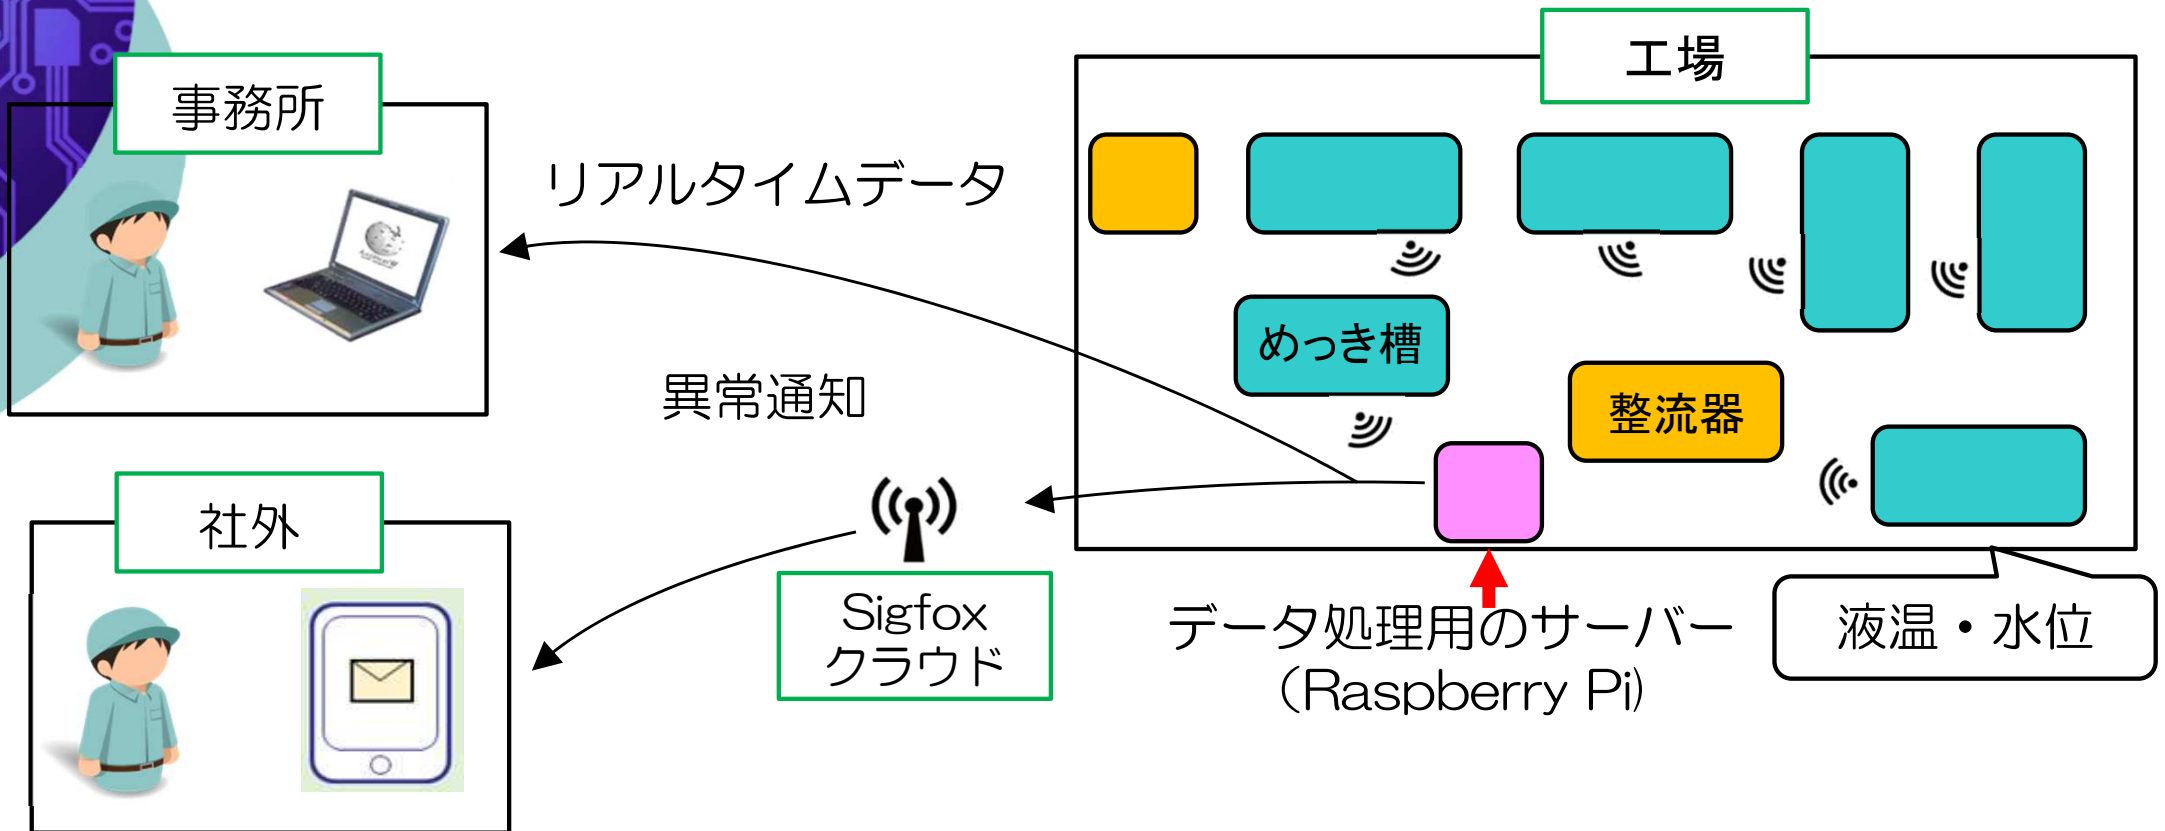 工場
事務所
リアルタイムデータ
めっき槽
異常通知
整流器
社外
Sigfox
クラウド
データ処理用のサーバー
（Raspberry Pi)
液温・水位